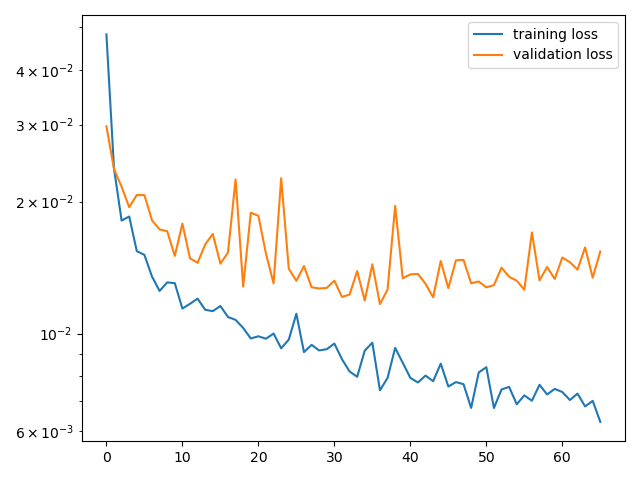 training loss
validation loss
4 × 10⁻²
3 × 10⁻²
2 × 10⁻²
10⁻²
6 × 10⁻³
0 10 20 30 40 50 60